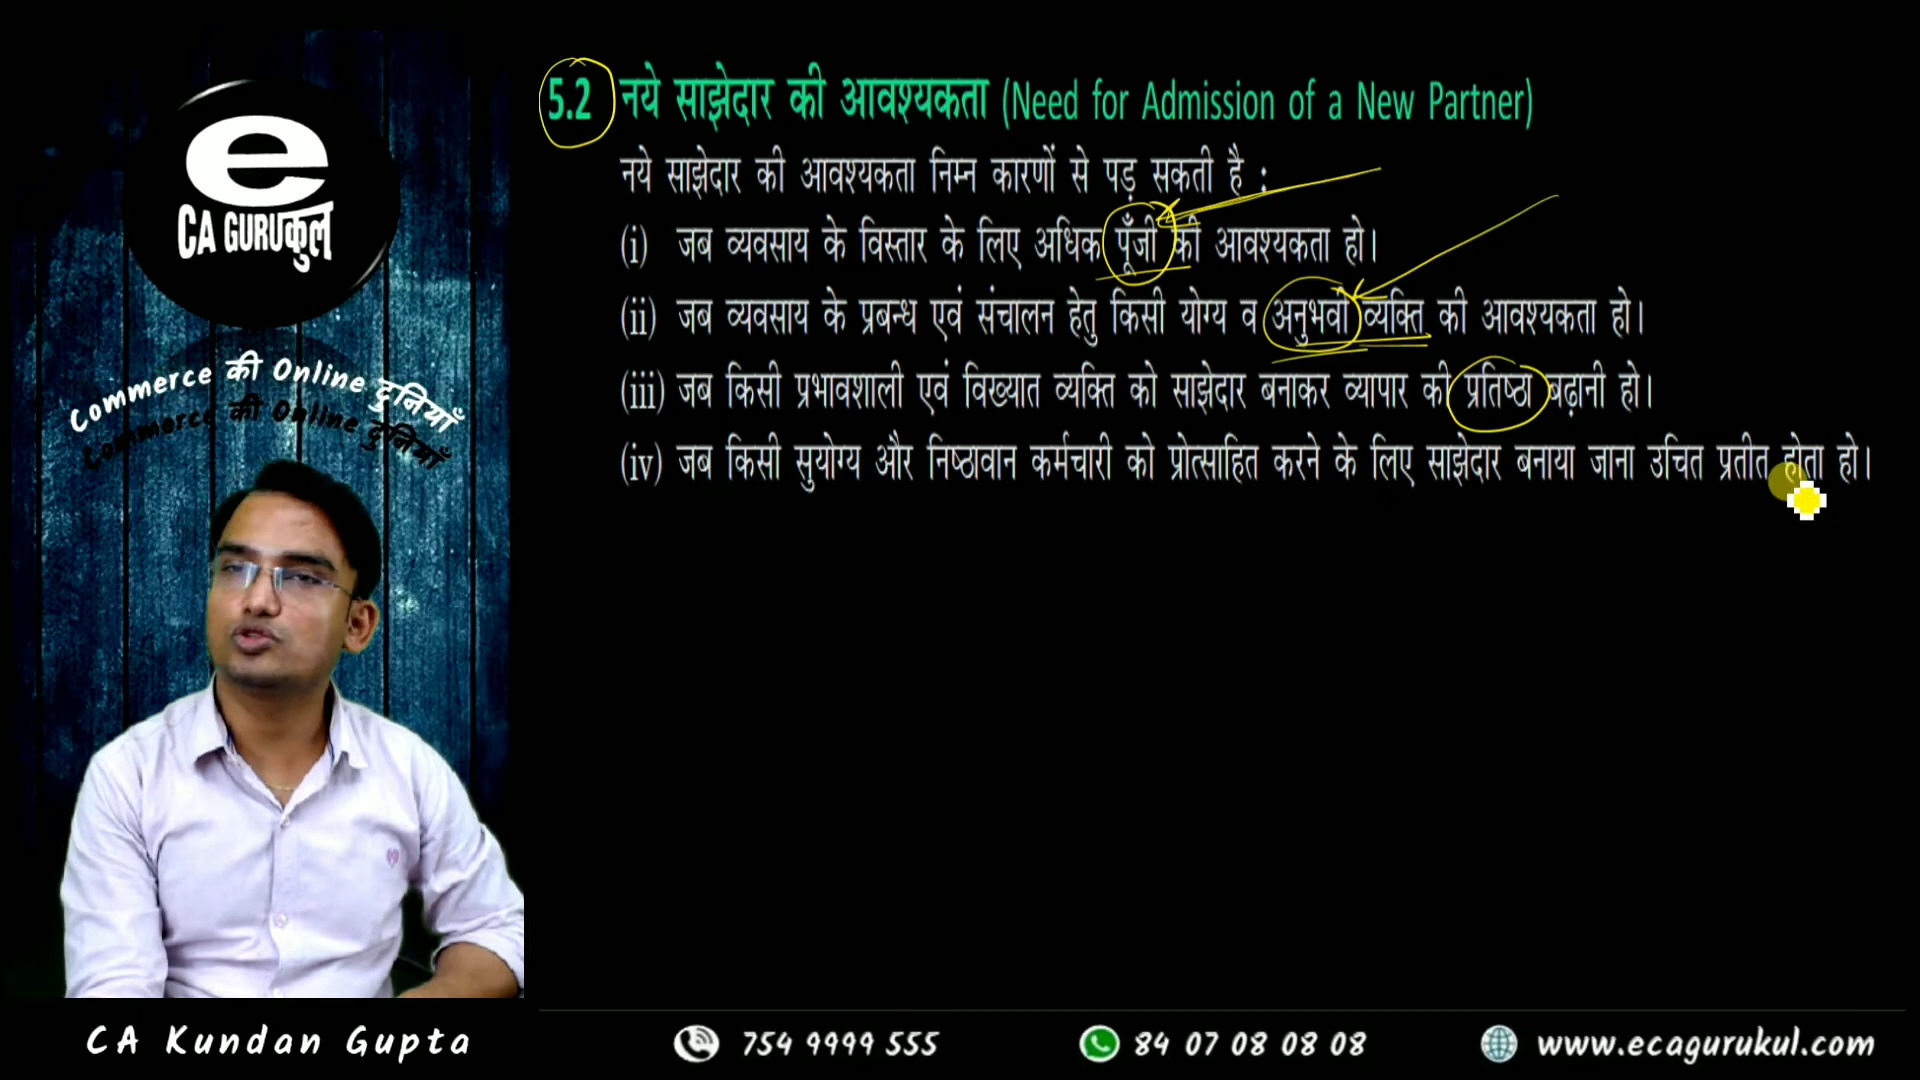 e
CA GURUकुल
Commerce की Online दुनियाँ
Commerce की Online दुनियाँ
5.2 नये साझेदार की आवश्यकता (Need for Admission of a New Partner)
नये साझेदार की आवश्यकता निम्न कारणों से पड़ सकती है :
(i) जब व्यवसाय के विस्तार के लिए अधिक पूँजी की आवश्यकता हो।
(ii) जब व्यवसाय के प्रबन्ध एवं संचालन हेतु किसी योग्य व अनुभवी व्यक्ति की आवश्यकता हो।
(iii) जब किसी प्रभावशाली एवं विख्यात व्यक्ति को साझेदार बनाकर व्यापार की प्रतिष्ठा बढ़ानी हो।
(iv) जब किसी सुयोग्य और निष्ठावान कर्मचारी को प्रोत्साहित करने के लिए साझेदार बनाया जाना उचित प्रतीत होता हो।
CA Kundan Gupta
754 9999 555
84 07 08 08 08
www.ecagurukul.com